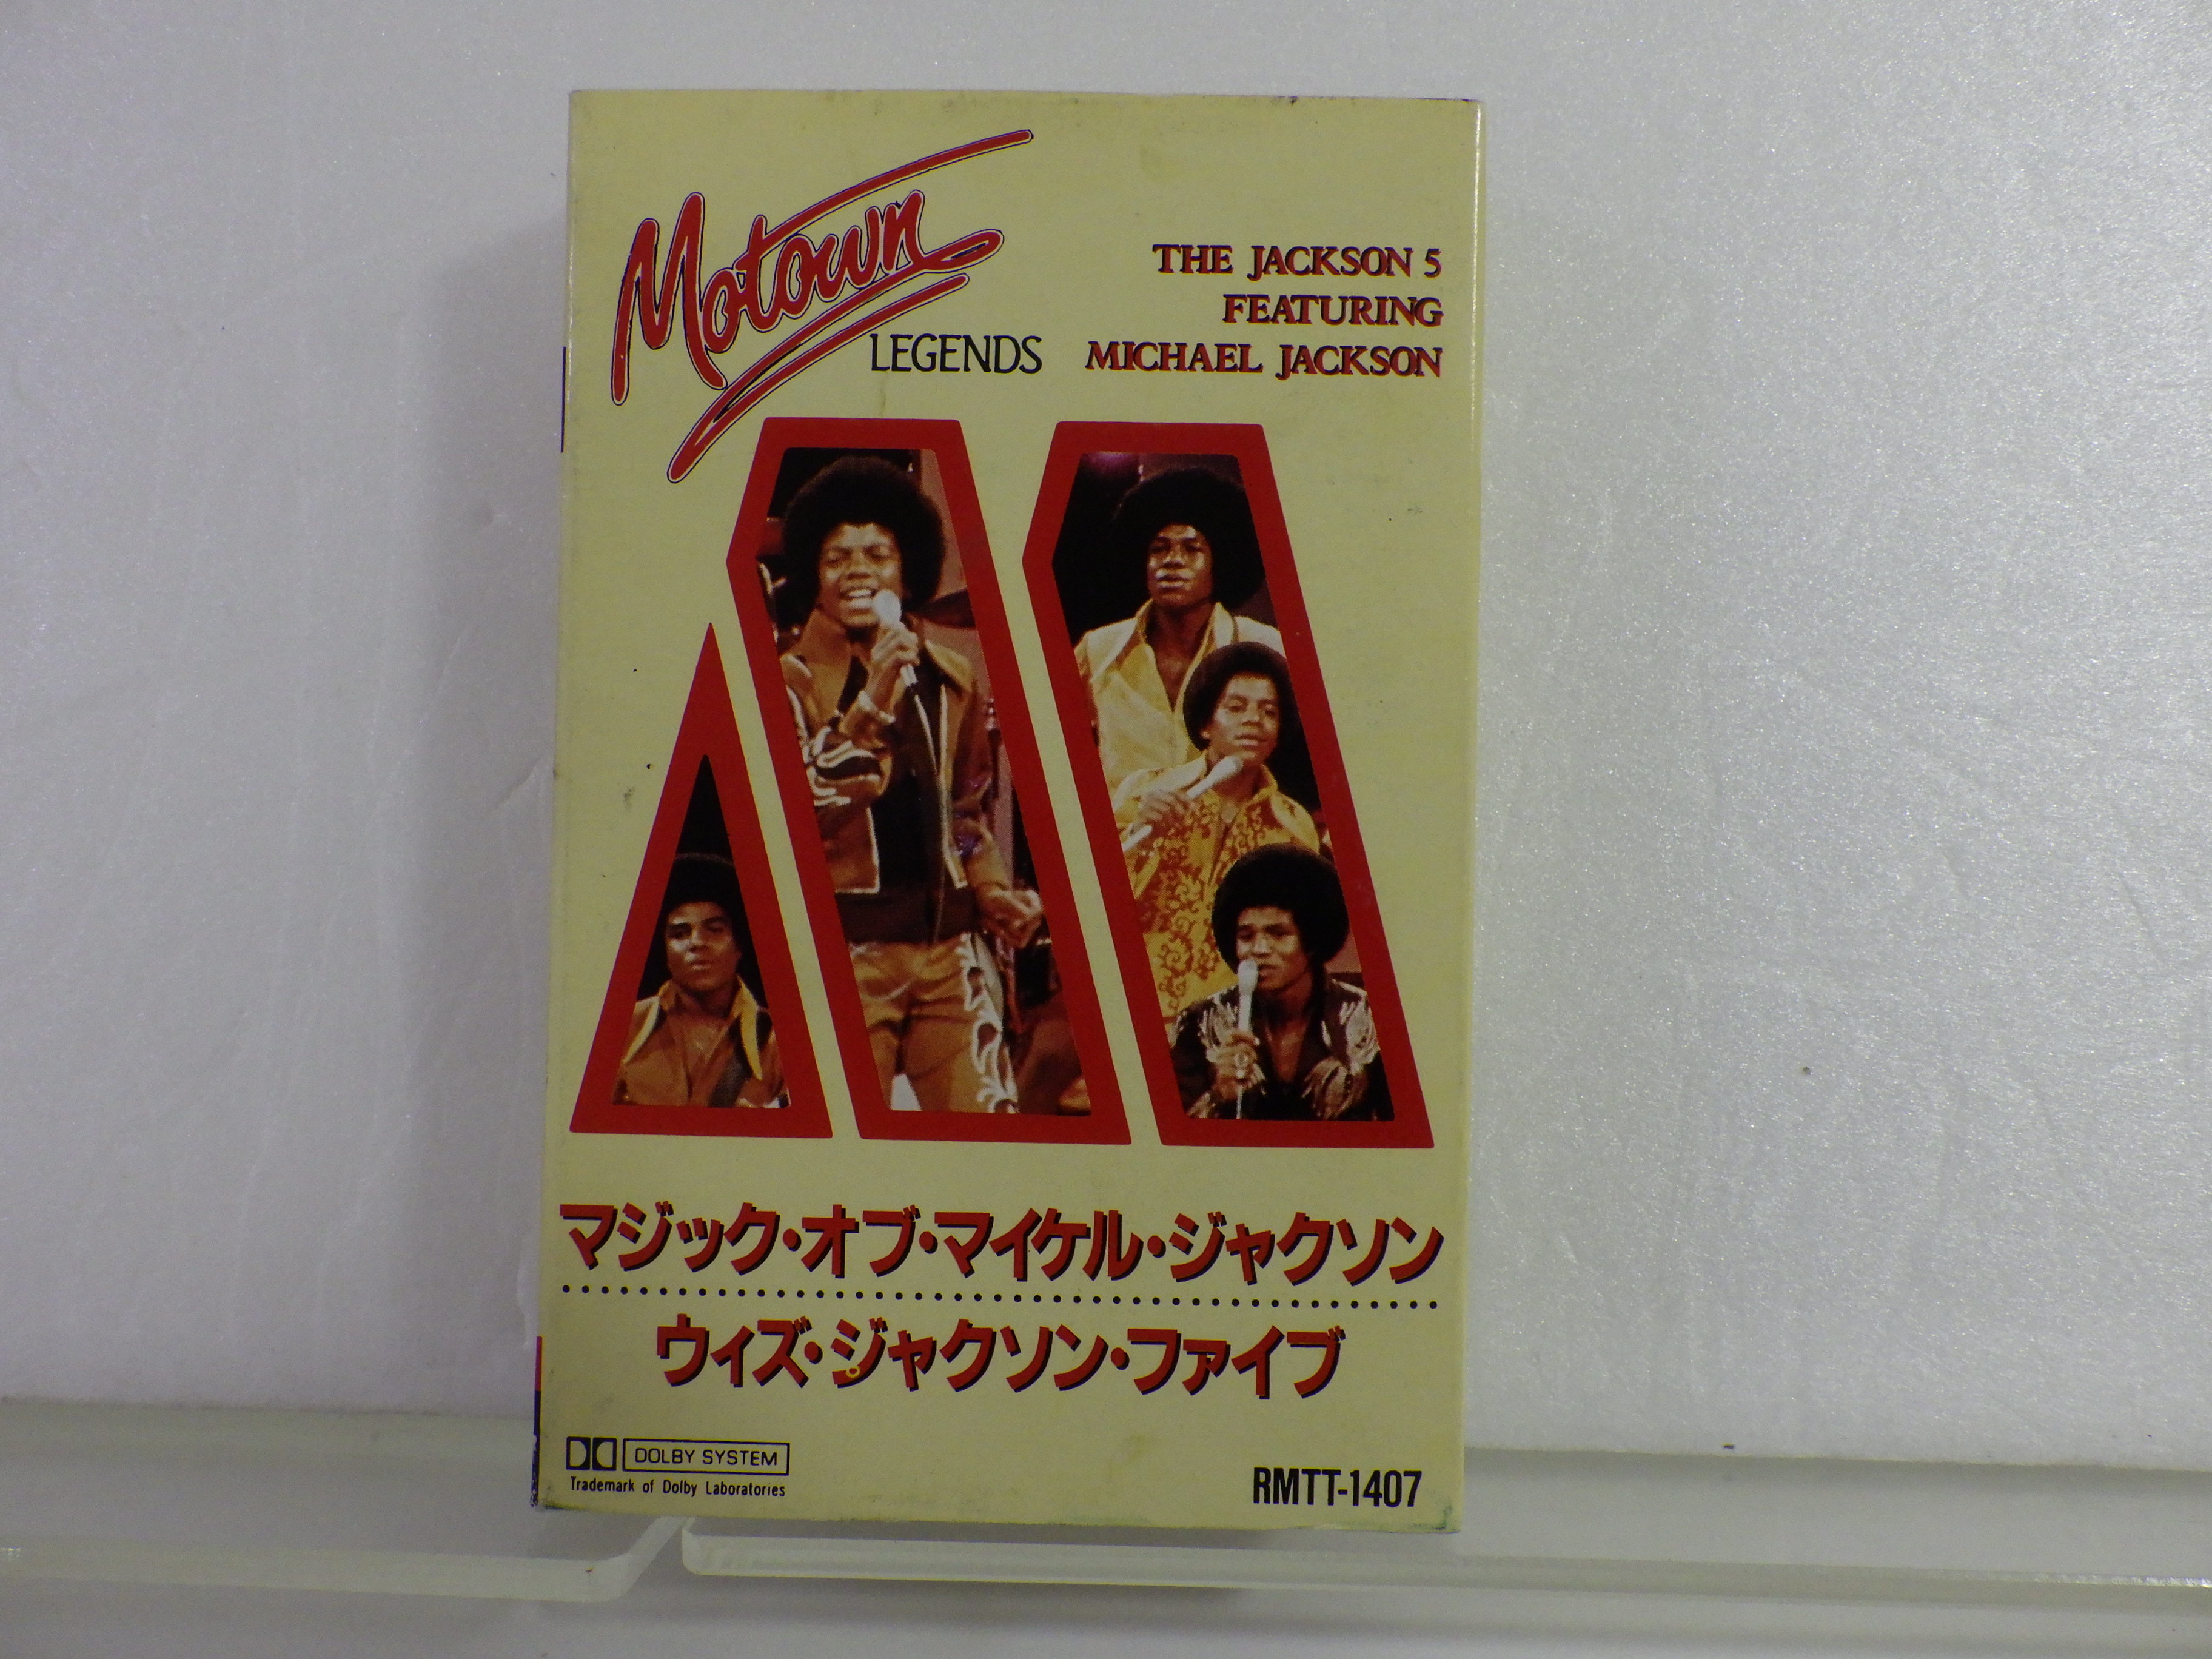 Motown
LEGENDS
THE JACKSON 5
FEATURING
MICHAEL JACKSON
マジック・オブ・マイケル・ジャクソン
ウィズ・ジャクソン・ファイブ
DOLBY SYSTEM
Trademark of Dolby Laboratories
RMTT-1407